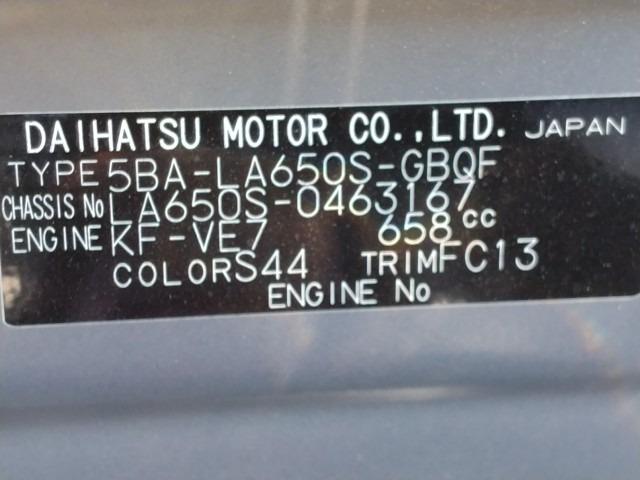 DAIHATSU MOTOR CO.,LTD. JAPAN
TYPE 5BA-LA650S-GBQF
CHASSIS No LA650S-0463167
ENGINE KF-VE7 658cc
COLOR S44 TRIM FC13
ENGINE No